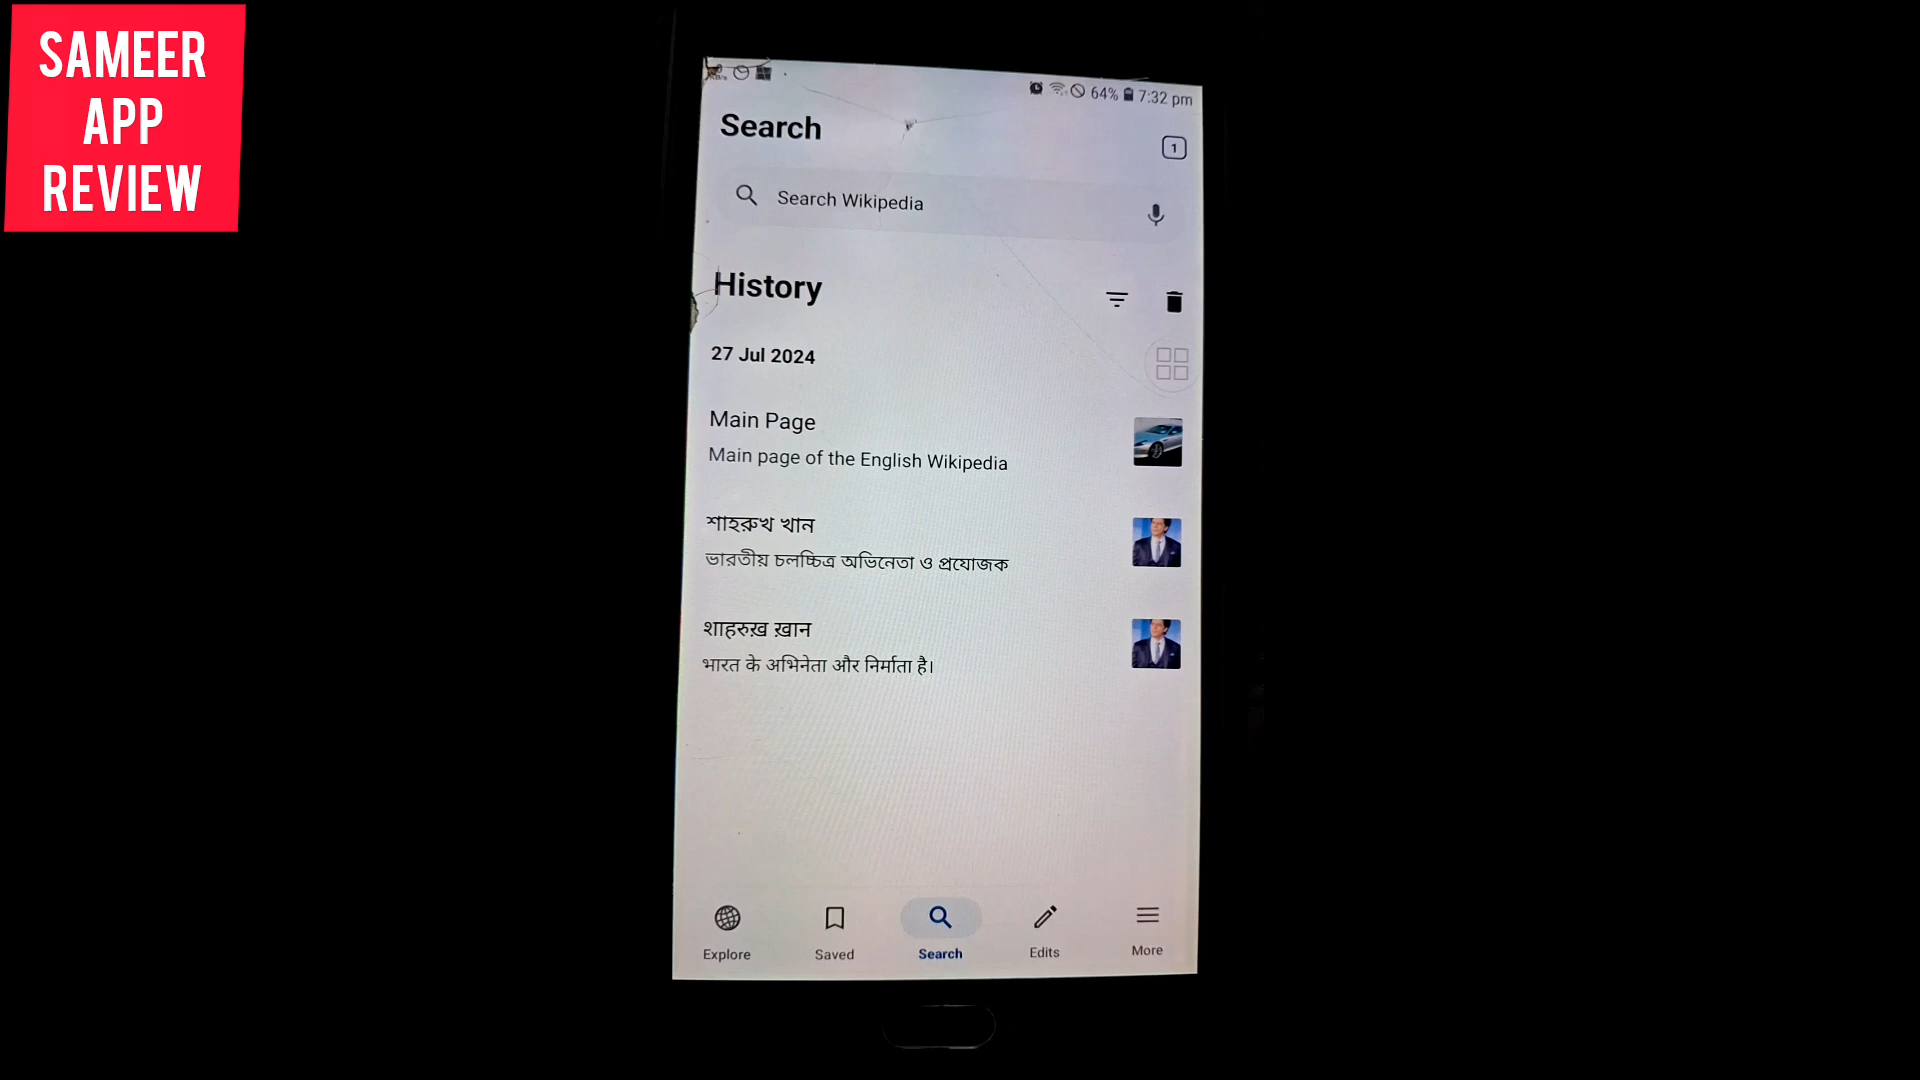 SAMEER
APP
REVIEW
64% 7:32 pm
Search
1
Search Wikipedia
History
27 Jul 2024
Main Page
Main page of the English Wikipedia
শাহরুখ খান
ভারতীয় চলচ্চিত্র অভিনেতা ও প্রযোজক
शाहरुख़ ख़ान
भारत के अभिनेता और निर्माता है।
Explore
Saved
Search
Edits
More